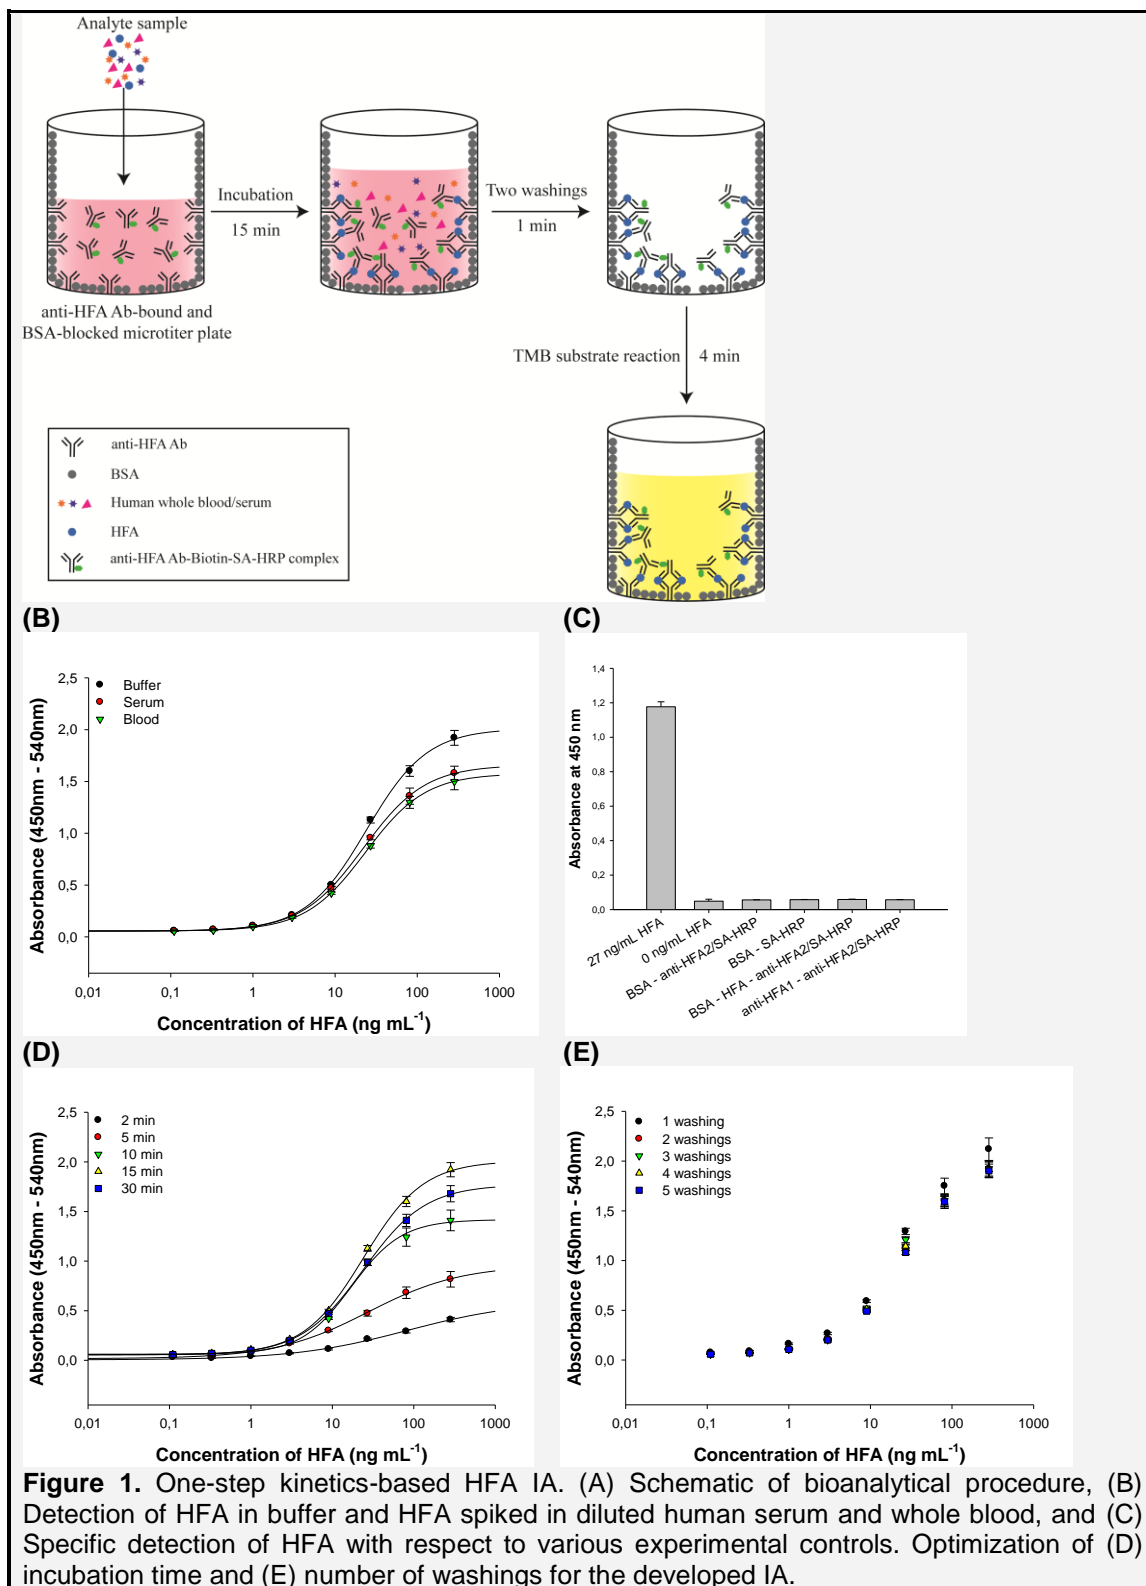 Analyte sample
Incubation
15 min
Two washings
1 min
anti-HFA Ab-bound and
BSA-blocked microtiter plate
TMB substrate reaction
4 min
anti-HFA Ab
BSA
Human whole blood/serum
HFA
anti-HFA Ab-Biotin-SA-HRP complex
(B)
2,5
2,0
1,5
1,0
0,5
0,0
Absorbance (450nm - 540nm)
Buffer
Serum
Blood
0,01 0,1 1 10 100 1000
Concentration of HFA (ng mL⁻¹)
(C)
1,4
1,2
1,0
0,8
0,6
0,4
0,2
0,0
Absorbance at 450 nm
27 ng/mL HFA
0 ng/mL HFA
BSA - anti-HFA2/SA-HRP
BSA - SA-HRP
BSA - HFA - anti-HFA2/SA-HRP
anti-HFA1 - anti-HFA2/SA-HRP
(D)
2,5
2,0
1,5
1,0
0,5
0,0
Absorbance (450nm - 540nm)
2 min
5 min
10 min
15 min
30 min
0,01 0,1 1 10 100 1000
Concentration of HFA (ng mL⁻¹)
(E)
2,5
2,0
1,5
1,0
0,5
0,0
Absorbance (450nm - 540nm)
1 washing
2 washings
3 washings
4 washings
5 washings
0,01 0,1 1 10 100 1000
Concentration of HFA (ng mL⁻¹)
Figure 1. One-step kinetics-based HFA IA. (A) Schematic of bioanalytical procedure, (B)
Detection of HFA in buffer and HFA spiked in diluted human serum and whole blood, and (C)
Specific detection of HFA with respect to various experimental controls. Optimization of (D)
incubation time and (E) number of washings for the developed IA.